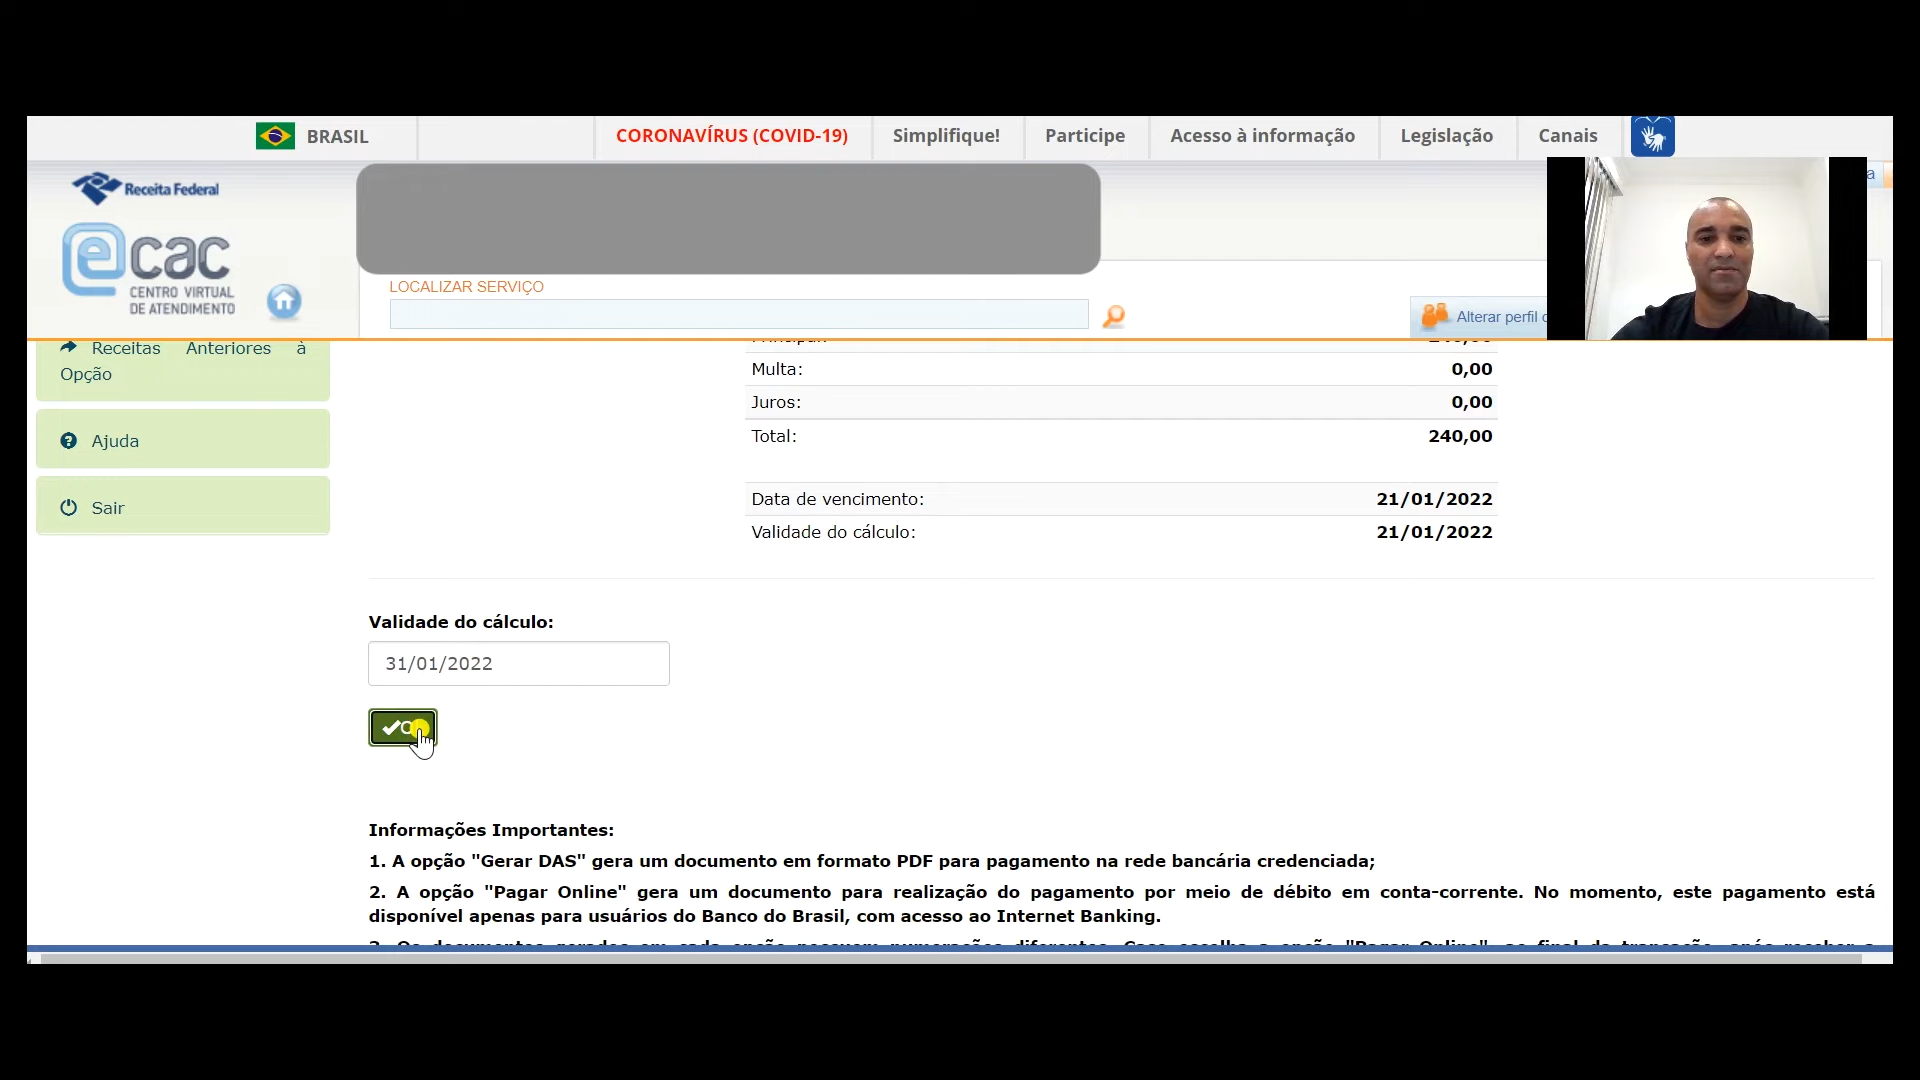 BRASIL
CORONAVÍRUS (COVID-19)
Simplifique!
Participe
Acesso à informação
Legislação
Canais
Receita Federal
ecac
CENTRO VIRTUAL
DE ATENDIMENTO
LOCALIZAR SERVIÇO
Alterar perfil
a
Receitas Anteriores à
Opção
Ajuda
Sair
Multa: 0,00
Juros: 0,00
Total: 240,00
Data de vencimento: 21/01/2022
Validade do cálculo: 21/01/2022
Validade do cálculo:
31/01/2022
Informações Importantes:
1. A opção "Gerar DAS" gera um documento em formato PDF para pagamento na rede bancária credenciada;
2. A opção "Pagar Online" gera um documento para realização do pagamento por meio de débito em conta-corrente. No momento, este pagamento está
disponível apenas para usuários do Banco do Brasil, com acesso ao Internet Banking.